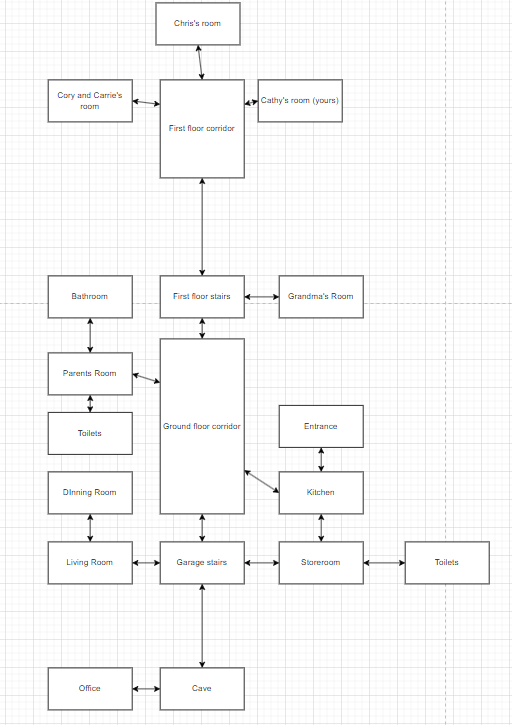 Chris's room
Cory and Carrie's
room
Cathy's room (yours)
First floor corridor
Bathroom
First floor stairs
Grandma's Room
Parents Room
Ground floor corridor
Entrance
Toilets
DInning Room
Kitchen
Living Room
Garage stairs
Storeroom
Toilets
Office
Cave